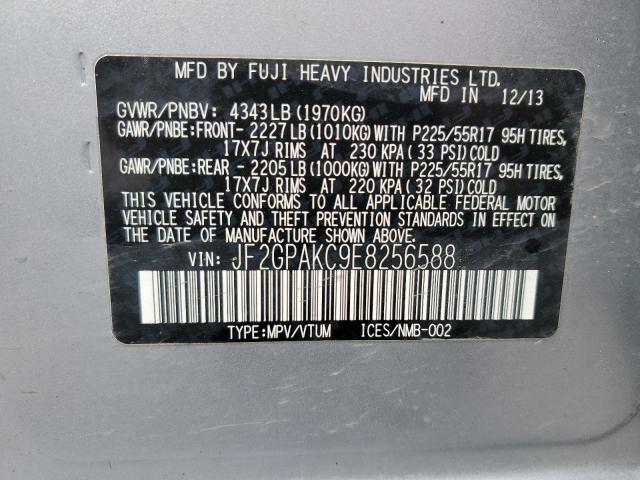 MFD BY FUJI HEAVY INDUSTRIES LTD.
MFD IN 12/13
GVWR/PNBV: 4343LB (1970KG)
GAWR/PNBE:FRONT- 2227LB (1010KG) WITH P225/55R17 95H TIRES,
17X7J RIMS AT 230 KPA (33 PSI) COLD
GAWR/PNBE:REAR - 2205LB (1000KG) WITH P225/55R17 95H TIRES,
17X7J RIMS AT 220 KPA (32 PSI) COLD
THIS VEHICLE CONFORMS TO ALL APPLICABLE FEDERAL MOTOR
VEHICLE SAFETY AND THEFT PREVENTION STANDARDS IN EFFECT ON
THE DATE OF MANUFACTURE SHOWN ABOVE.
VIN: JF2GPAKC9E8256588
TYPE:MPV/VTUM ICES/NMB-002